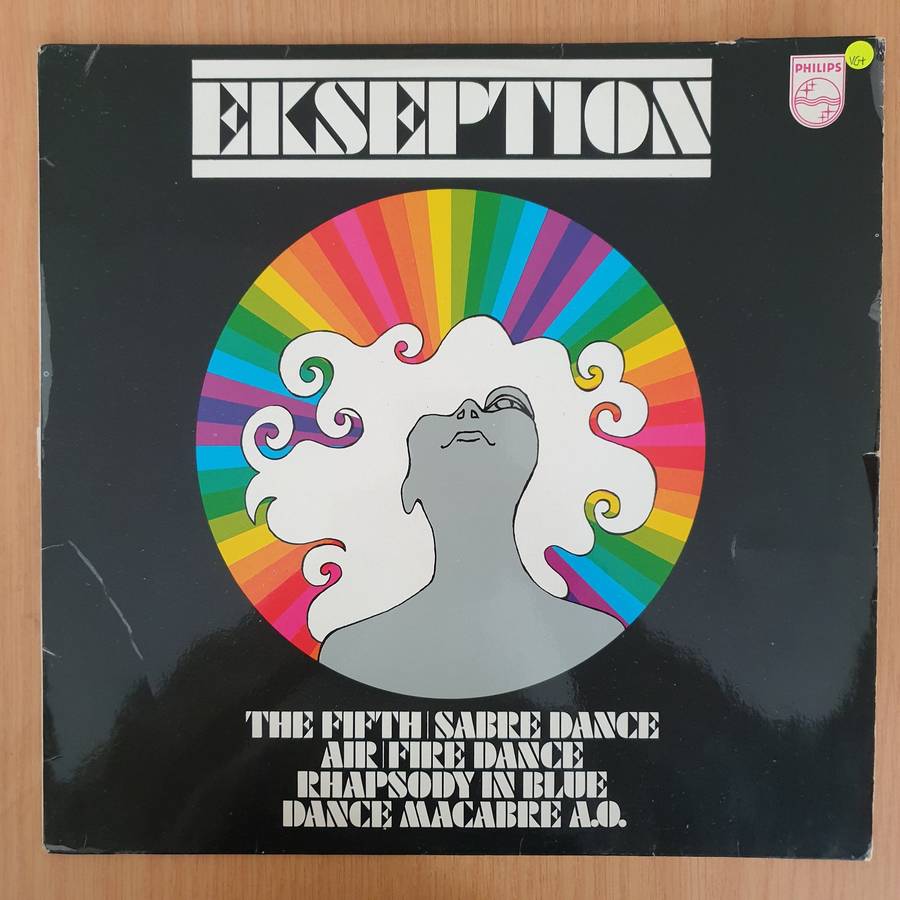 EKSEPTION
PHILIPS
VG+
THE FIFTH | SABRE DANCE
AIR | FIRE DANCE
RHAPSODY IN BLUE
DANCE MACABRE A.O.